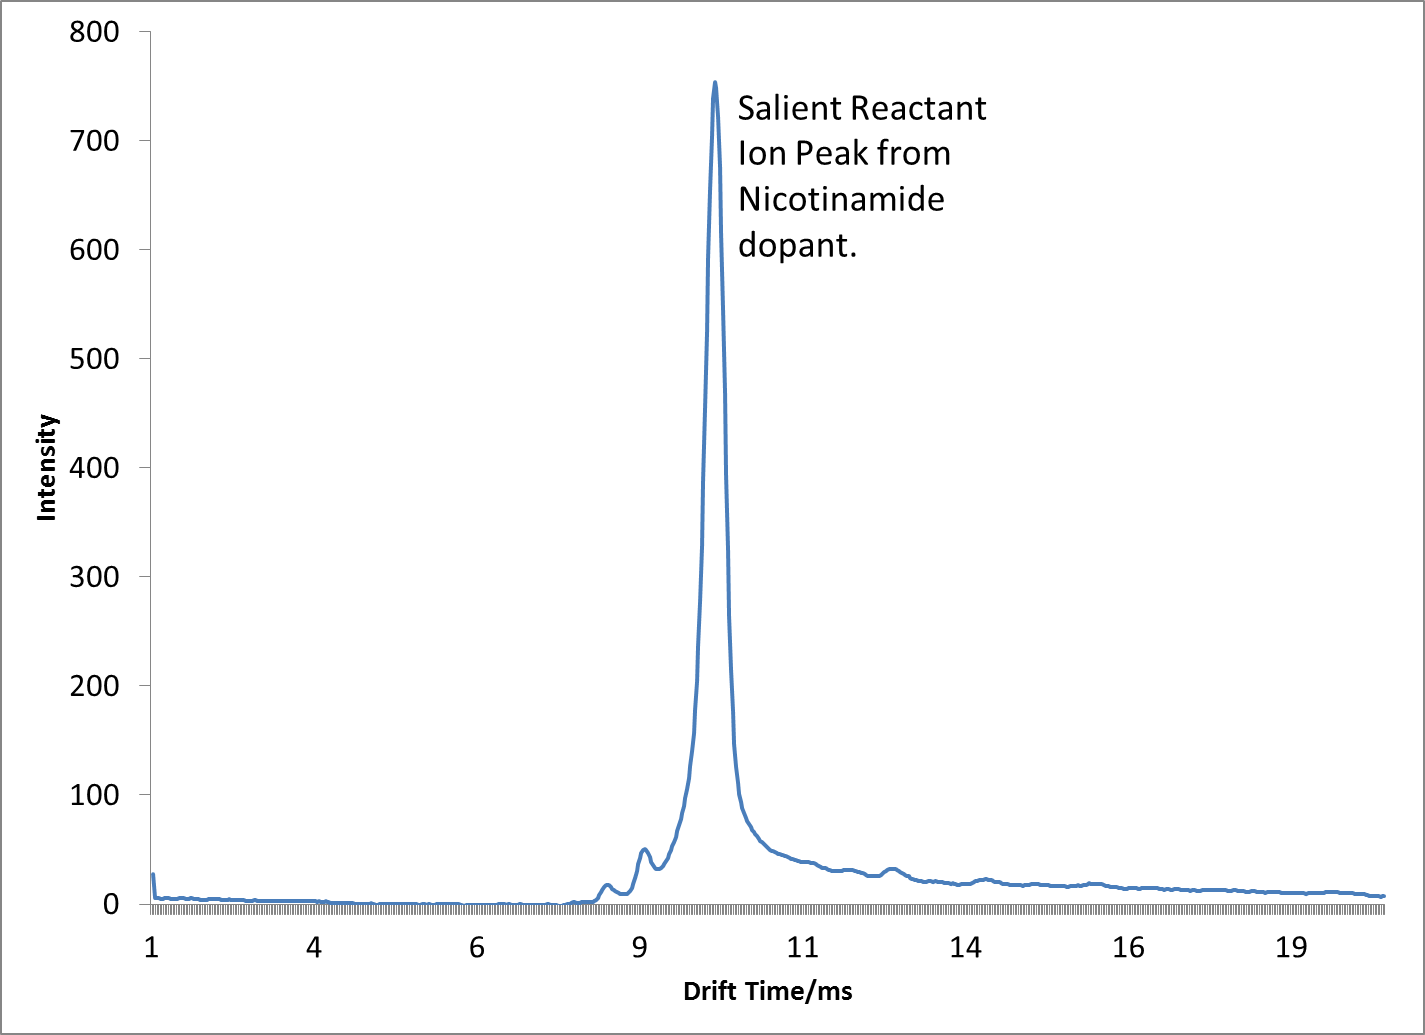 800
700
600
500
400
300
200
100
0
Intensity
Salient Reactant
Ion Peak from
Nicotinamide
dopant.
1 4 6 9 11 14 16 19
Drift Time/ms